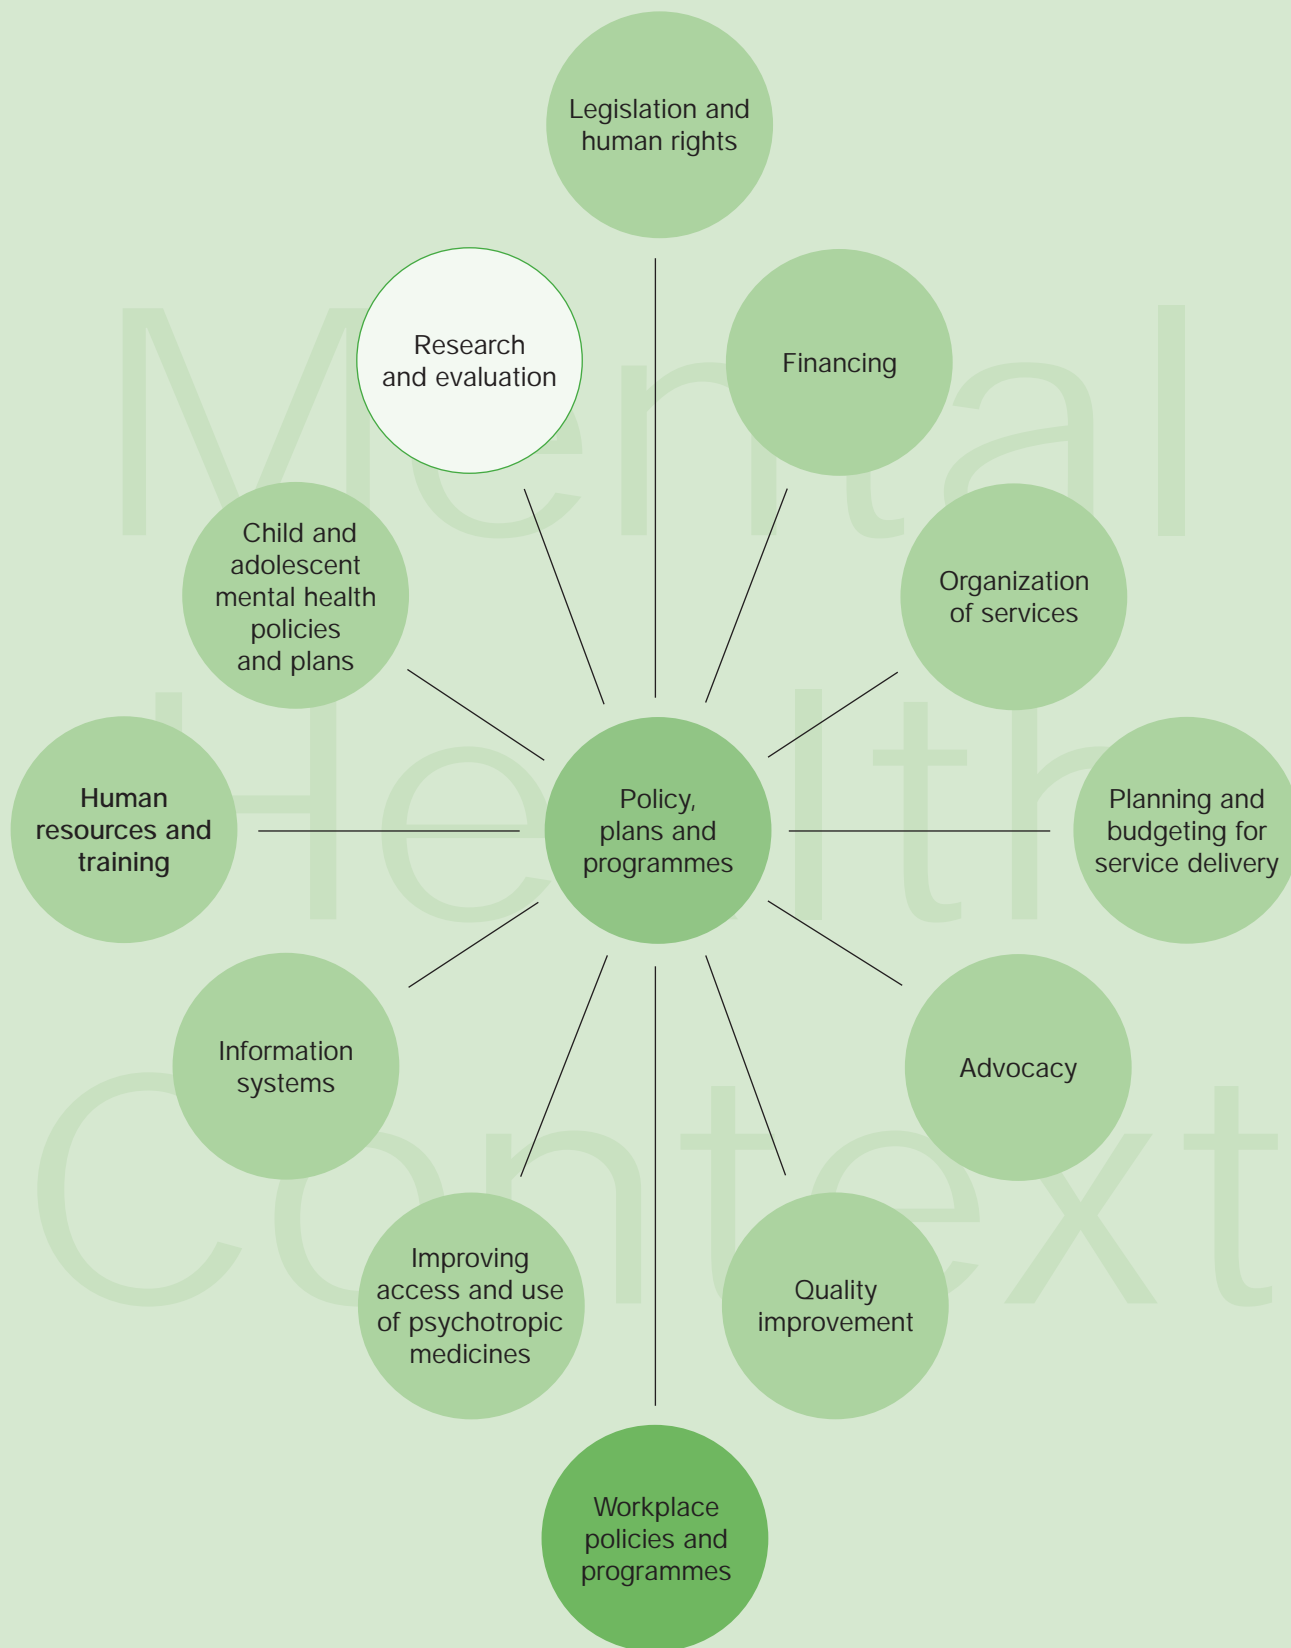 Legislation and
human rights
Research
and evaluation
Financing
Child and
adolescent
mental health
policies
and plans
Organization
of services
Human
resources and
training
Policy,
plans and
programmes
Planning and
budgeting for
service delivery
Information
systems
Advocacy
Improving
access and use
of psychotropic
medicines
Quality
improvement
Workplace
policies and
programmes
Mental
Health
Context